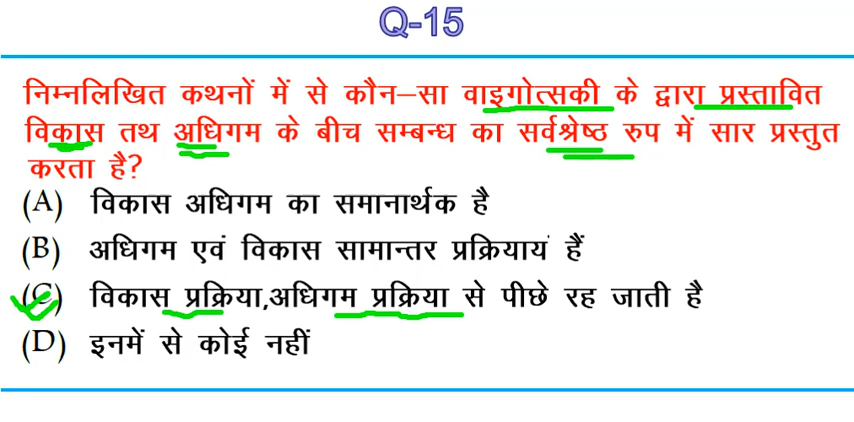 Q-15
निम्नलिखित कथनों में से कौन–सा वाइगोत्सकी के द्वारा प्रस्तावित
विकास तथ अधिगम के बीच सम्बन्ध का सर्वश्रेष्ठ रुप में सार प्रस्तुत
करता है?
(A) विकास अधिगम का समानार्थक है
(B) अधिगम एवं विकास सामान्तर प्रक्रियायं हैं
(C) विकास प्रक्रिया,अधिगम प्रक्रिया से पीछे रह जाती है
(D) इनमें से कोई नहीं